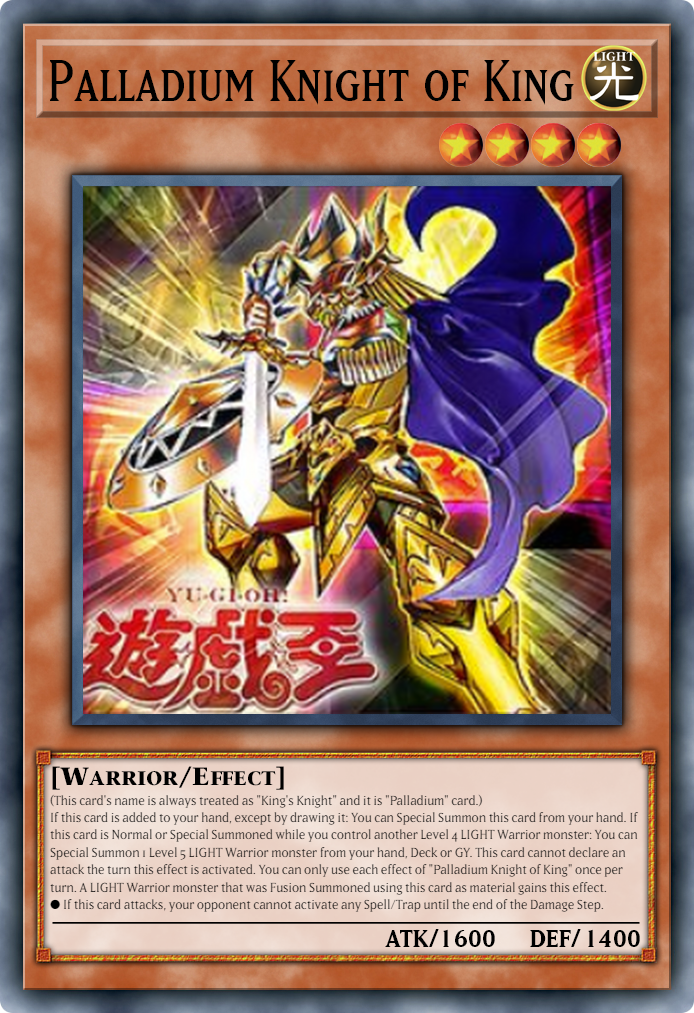 Palladium Knight of King
LIGHT
光
YU-GI-OH!
遊戯王
[Warrior/Effect]
(This card's name is always treated as "King's Knight" and it is "Palladium" card.)
If this card is added to your hand, except by drawing it: You can Special Summon this card from your hand. If
this card is Normal or Special Summoned while you control another Level 4 LIGHT Warrior monster: You can
Special Summon 1 Level 5 LIGHT Warrior monster from your hand, Deck or GY. This card cannot declare an
attack the turn this effect is activated. You can only use each effect of "Palladium Knight of King" once per
turn. A LIGHT Warrior monster that was Fusion Summoned using this card as material gains this effect.
● If this card attacks, your opponent cannot activate any Spell/Trap until the end of the Damage Step.
ATK/1600 DEF/1400